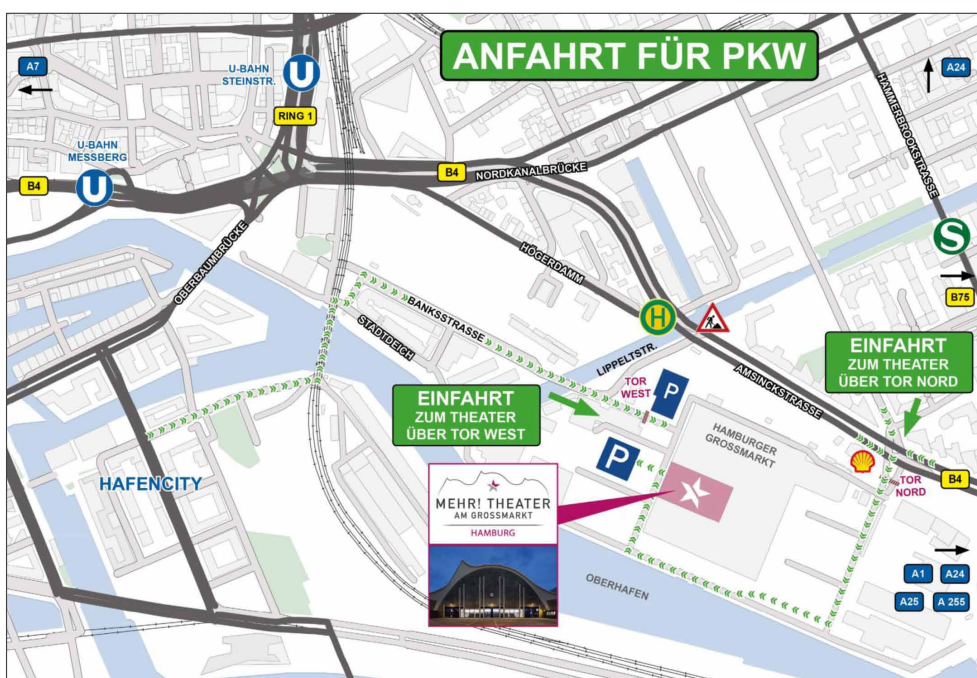 ANFAHRT FÜR PKW
A7
U-BAHN
STEINSTR.
U
RING 1
A24
HAMMERBROOKSTRASSE
U-BAHN
MESSBERG
U
B4
B4
NORDKANALBRÜCKE
S
B75
OBERBAUMBRÜCKE
HÖGERDAMM
BANKSSTRASSE
STADTDEICH
H
LIPPELTSTR.
AMSINCKSTRASSE
EINFAHRT
ZUM THEATER
ÜBER TOR NORD
TOR
WEST
P
EINFAHRT
ZUM THEATER
ÜBER TOR WEST
HAMBURGER
GROSSMARKT
P
TOR
NORD
B4
HAFENCITY
MEHR! THEATER
AM GROSSMARKT
HAMBURG
OBERHAFEN
A1
A24
A25
A 255